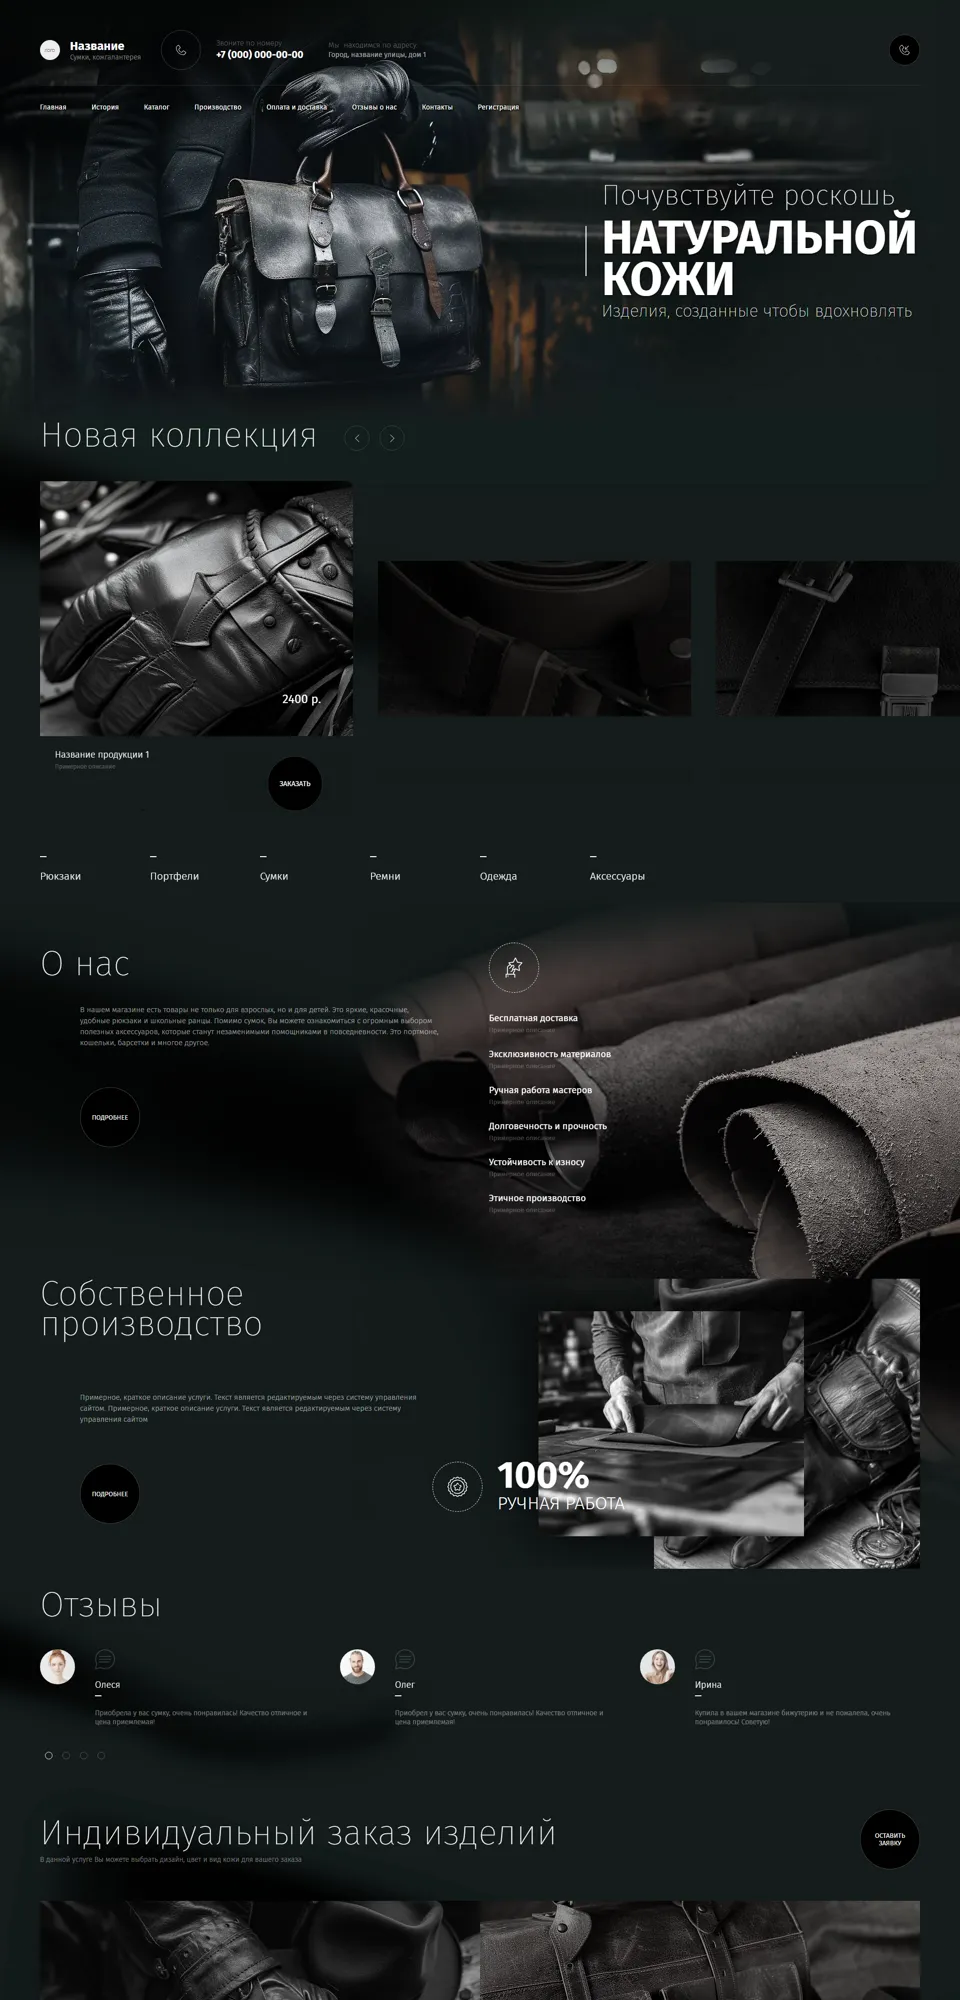 Название
Сумки, кожгалантерея
Звоните по номеру
+7 (000) 000-00-00
Мы находимся по адресу:
Город, название улицы, дом 1
Главная
История
Каталог
Производство
Оплата и доставка
Отзывы о нас
Контакты
Регистрация
Почувствуйте роскошь
НАТУРАЛЬНОЙ
КОЖИ
Изделия, созданные чтобы вдохновлять
Новая коллекция
2400 р.
Название продукции 1
Примерное описание
ЗАКАЗАТЬ
Рюкзаки
Портфели
Сумки
Ремни
Одежда
Аксессуары
О нас
В нашем магазине есть товары не только для взрослых, но и для детей. Это яркие, красочные,
удобные рюкзаки и школьные ранцы. Помимо сумок, Вы можете ознакомиться с огромным выбором
полезных аксессуаров, которые станут незаменимыми помощниками в повседневности. Это портмоне,
кошельки, барсетки и многое другое.
ПОДРОБНЕЕ
Бесплатная доставка
Примерное описание
Эксклюзивность материалов
Примерное описание
Ручная работа мастеров
Примерное описание
Долговечность и прочность
Примерное описание
Устойчивость к износу
Примерное описание
Этичное производство
Примерное описание
Собственное
производство
Примерное, краткое описание услуги. Текст является редактируемым через систему управления
сайтом. Примерное, краткое описание услуги. Текст является редактируемым через систему
управления сайтом
ПОДРОБНЕЕ
100%
РУЧНАЯ РАБОТА
Отзывы
Олеся
Приобрела у вас сумку, очень понравилась! Качество отличное и
цена приемлемая!
Олег
Приобрел у вас сумку, очень понравилась! Качество отличное и
цена приемлемая!
Ирина
Купила в вашем магазине бижутерию и не пожалела, очень
понравилось! Советую!
Индивидуальный заказ изделий
В данной услуге Вы можете выбрать дизайн, цвет и вид кожи для вашего заказа
ОСТАВИТЬ
ЗАЯВКУ